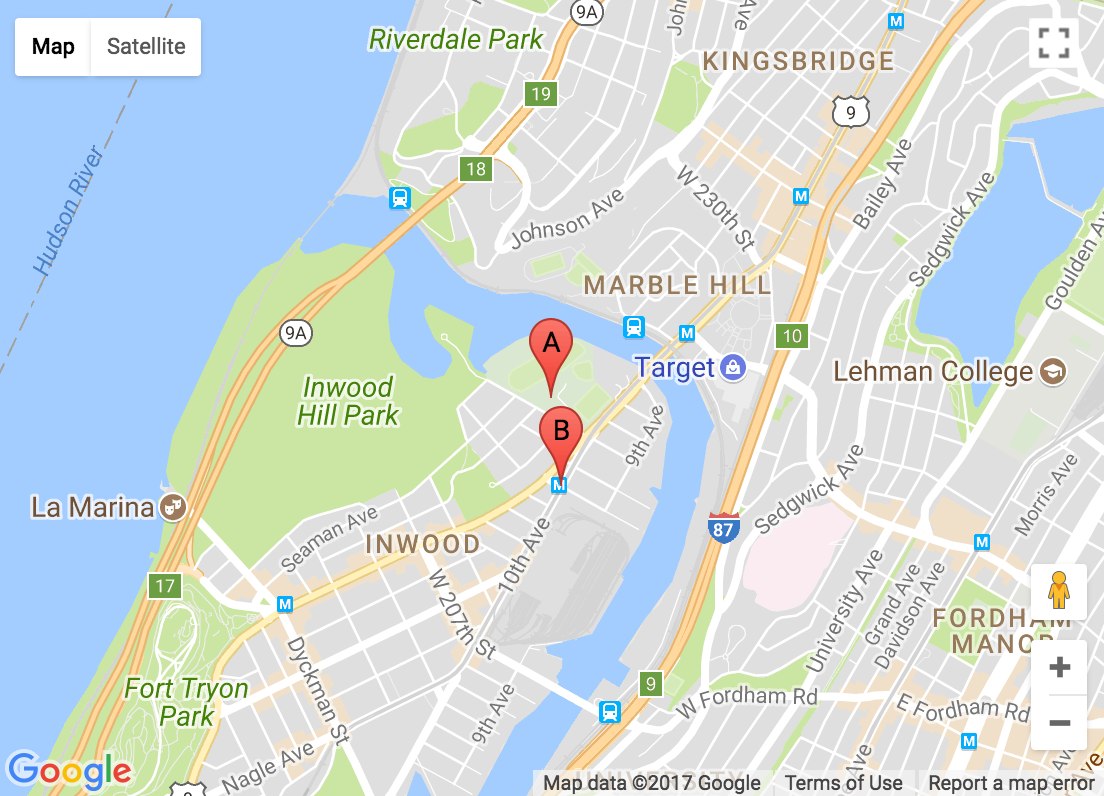 Map
Satellite
9A
Riverdale Park
John
Ave
M
KINGSBRIDGE
19
9
18
Hudson River
Johnson Ave
W 230th St
M
Bailey Ave
Sedgwick Ave
Goulden Av
MARBLE HILL
9A
M
10
A
Target
Lehman College
Inwood
Hill Park
B
9th Ave
M
La Marina
Seaman Ave
INWOOD
10th Ave
87
Sedgwick Ave
Morris Ave
M
17
M
W 207th St
University Ave
Grand Ave
Davidson Ave
FORDHAM
MANOR
+
Dyckman St
Fort Tryon
Park
9
W Fordham Rd
E Fordham Rd
−
9th Ave
M
Nagle Ave
Ave
Google
Map data ©2017 Google
Terms of Use
Report a map error